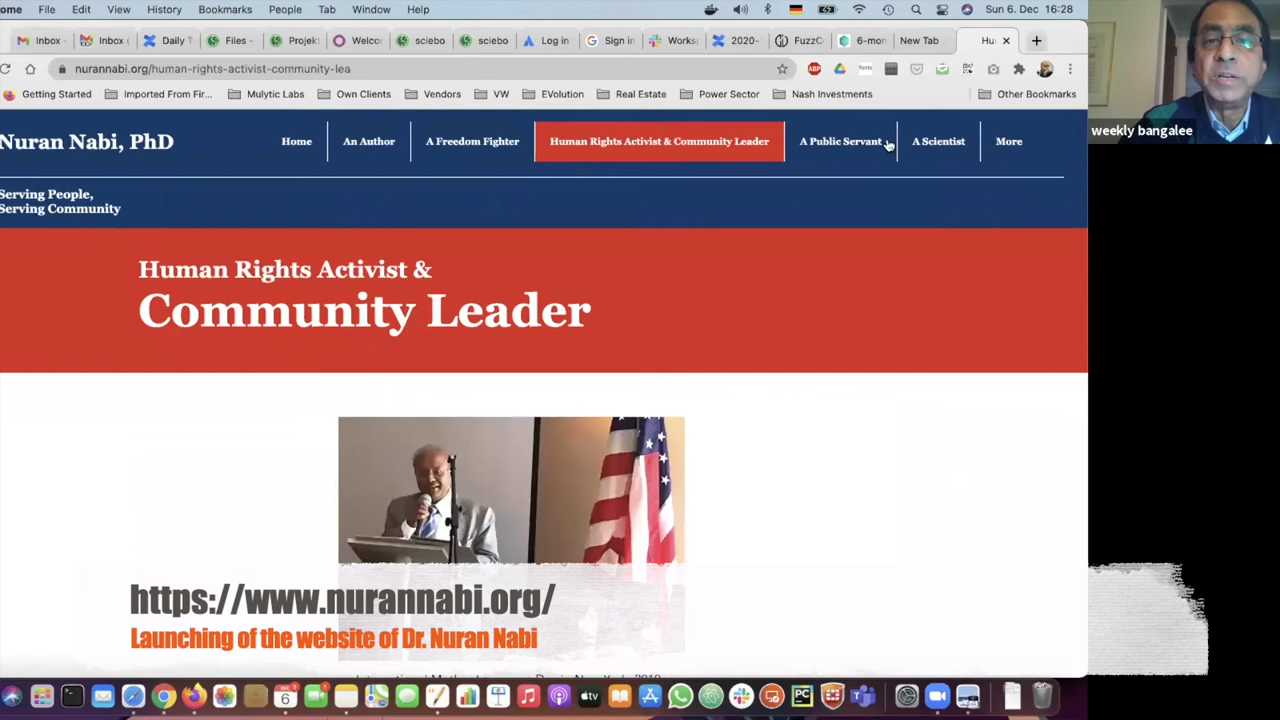 ome File Edit View History Bookmarks People Tab Window Help Sun 6. Dec 16:28
Inbox Inbox ( Daily T Files - Projekt Welco sciebo sciebo Log in Sign in Works 2020- FuzzC 6-mon New Tab Hu
nurannabi.org/human-rights-activist-community-lea
Getting Started Imported From Fir... Mulytic Labs Own Clients Vendors VW EVolution Real Estate Power Sector Nash Investments Other Bookmarks
weekly bangalee
Nuran Nabi, PhD Home An Author A Freedom Fighter Human Rights Activist & Community Leader A Public Servant A Scientist More
Serving People,
Serving Community
Human Rights Activist &
Community Leader
https://www.nurannabi.org/
Launching of the website of Dr. Nuran Nabi